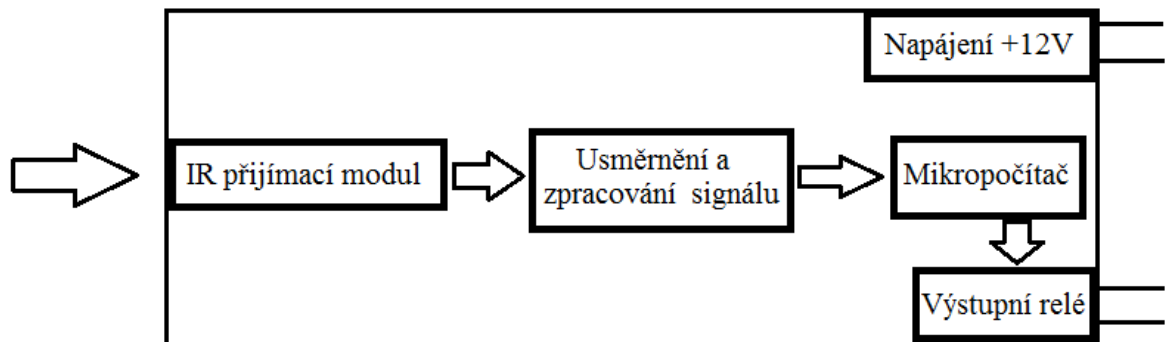 Napájení +12V
IR přijímací modul
Usměrnění a
zpracování signálu
Mikropočítač
Výstupní relé